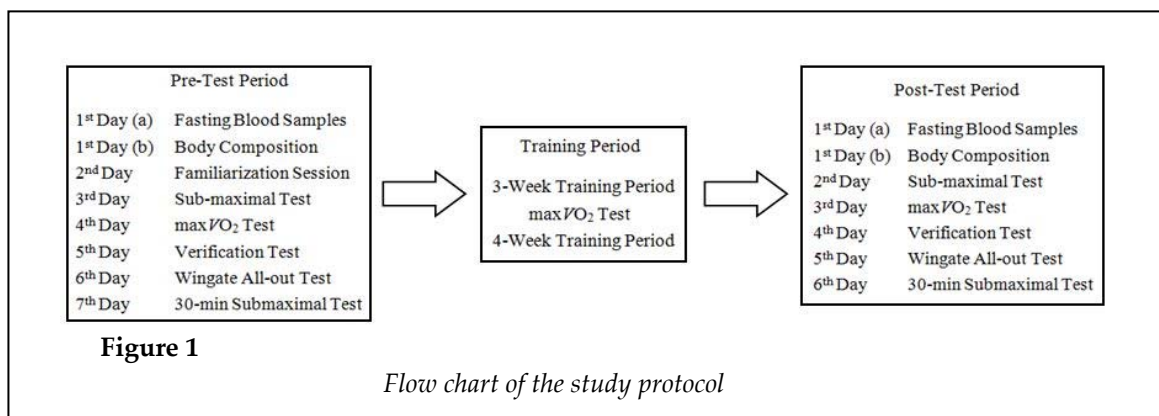 Pre-Test Period
1st Day (a) Fasting Blood Samples
1st Day (b) Body Composition
2nd Day Familiarization Session
3rd Day Sub-maximal Test
4th Day maxVO2 Test
5th Day Verification Test
6th Day Wingate All-out Test
7th Day 30-min Submaximal Test
Training Period
3-Week Training Period
maxVO2 Test
4-Week Training Period
Post-Test Period
1st Day (a) Fasting Blood Samples
1st Day (b) Body Composition
2nd Day Sub-maximal Test
3rd Day maxVO2 Test
4th Day Verification Test
5th Day Wingate All-out Test
6th Day 30-min Submaximal Test
Figure 1
Flow chart of the study protocol